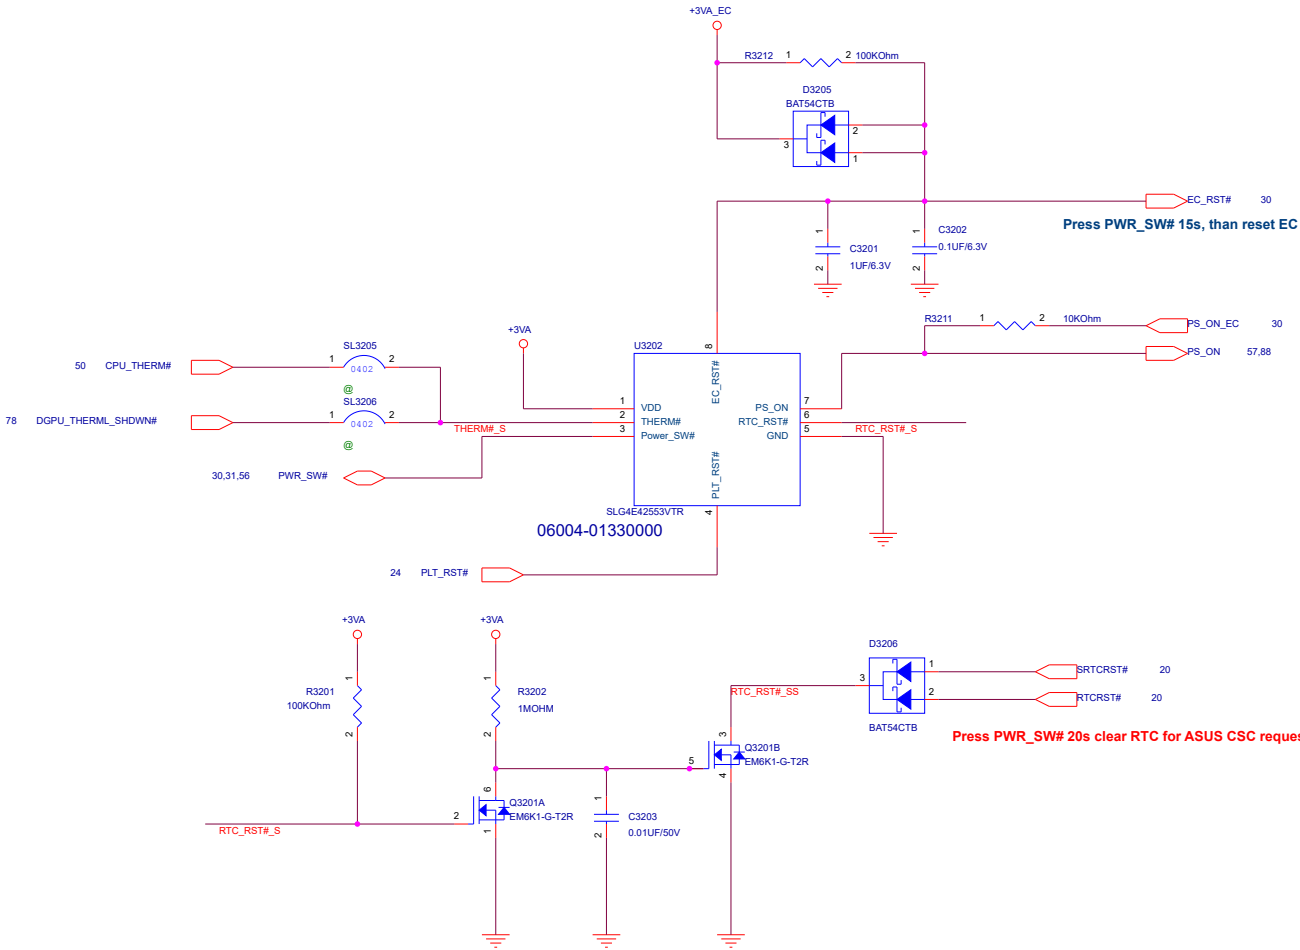 +3VA_EC
R3212 1 2 100KOhm
D3205
BAT54CTB
2
3
1
EC_RST# 30
Press PWR_SW# 15s, than reset EC
1 C3201
2 1UF/6.3V
1 C3202
0.1UF/6.3V
2
R3211 1 2 10KOhm
PS_ON_EC 30
PS_ON 57,88
+3VA
SL3205
50 CPU_THERM# 1 2
0402
@
SL3206
78 DGPU_THERML_SHDWN# 1 2
0402
@
THERM#_S
30,31,56 PWR_SW#
U3202
8
EC_RST#
1 VDD PS_ON 7
2 THERM# RTC_RST# 6
3 Power_SW# GND 5
RTC_RST#_S
PLT_RST#
4
SLG4E42553VTR
06004-01330000
24 PLT_RST#
+3VA
+3VA
1
R3201
100KOhm
2
1
R3202
1MOHM
2
D3206
3
1
2
BAT54CTB
SRTCRST# 20
RTCRST# 20
RTC_RST#_SS
Press PWR_SW# 20s clear RTC for ASUS CSC reques
3
5
Q3201B
EM6K1-G-T2R
4
6
2
Q3201A
EM6K1-G-T2R
1
1
C3203
2
0.01UF/50V
RTC_RST#_S